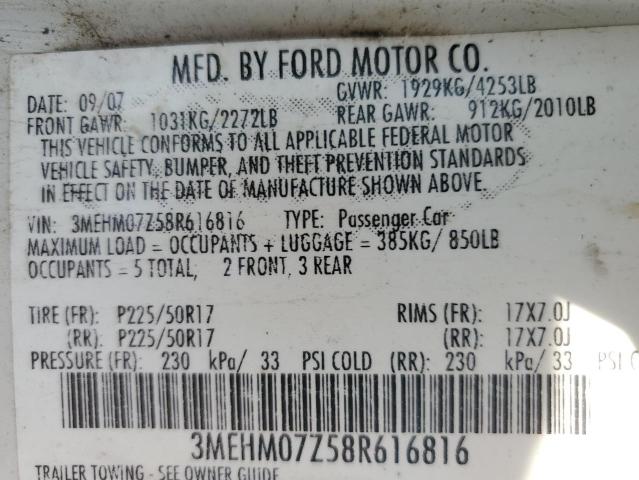 MFD. BY FORD MOTOR CO.
DATE: 09/07 GVWR: 1929KG/4253LB
FRONT GAWR: 1031KG/2272LB REAR GAWR: 912KG/2010LB
THIS VEHICLE CONFORMS TO ALL APPLICABLE FEDERAL MOTOR
VEHICLE SAFETY, BUMPER, AND THEFT PREVENTION STANDARDS
IN EFFECT ON THE DATE OF MANUFACTURE SHOWN ABOVE.
VIN: 3MEHM07Z58R616816 TYPE: Passenger Car
MAXIMUM LOAD = OCCUPANTS + LUGGAGE = 385KG/ 850LB
OCCUPANTS = 5 TOTAL; 2 FRONT, 3 REAR
TIRE (FR): P225/50R17 RIMS (FR): 17X7.0J
(RR): P225/50R17 (RR): 17X7.0J
PRESSURE (FR): 230 kPa/ 33 PSI COLD (RR): 230 kPa/ 33 PSI COLD
3MEHM07Z58R616816
TRAILER TOWING - SEE OWNER GUIDE